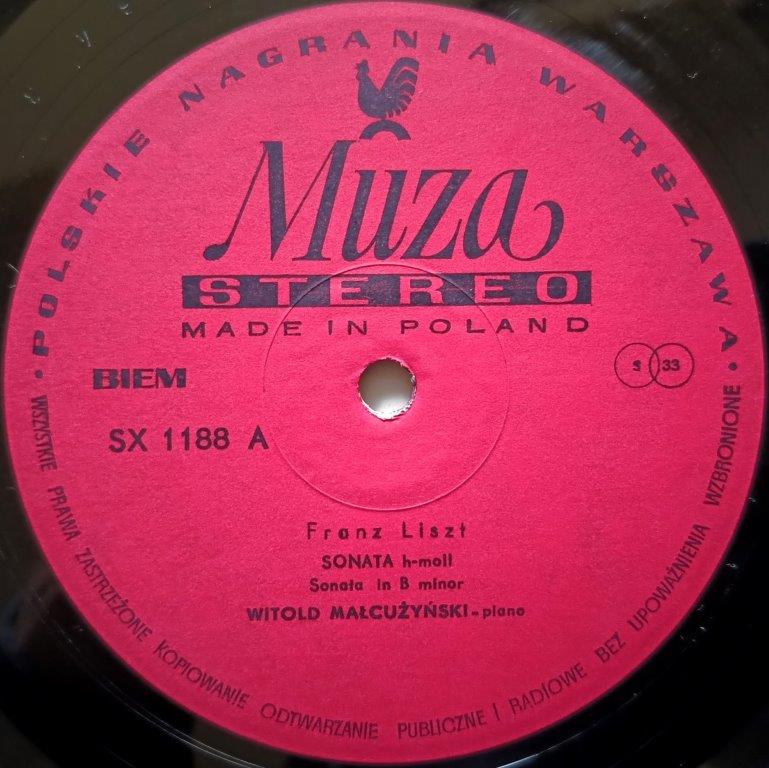 • POLSKIE NAGRANIA WARSZAWA •
Muza
STEREO
MADE IN POLAND
BIEM
S 33
SX 1188 A
Franz Liszt
SONATA h-moll
Sonata in B minor
WITOLD MAŁCUŻYŃSKI - piano
WSZYSTKIE PRAWA ZASTRZEŻONE KOPIOWANIE ODTWARZANIE PUBLICZNE I RADIOWE BEZ UPOWAŻNIENIA WZBRONIONE